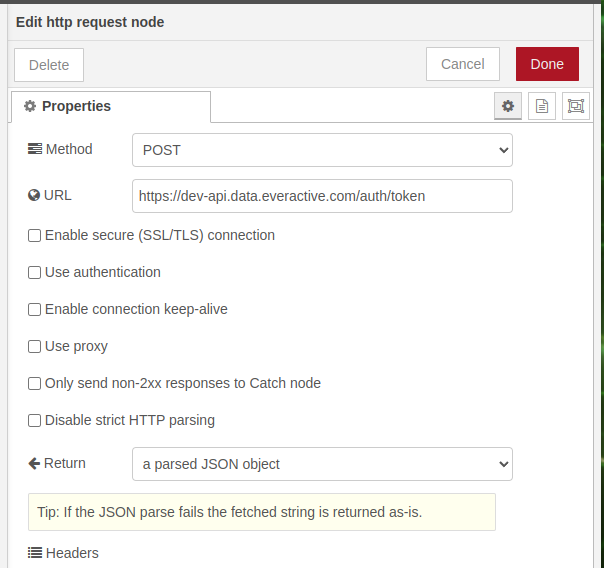 Edit http request node
Delete
Cancel
Done
Properties
Method
POST
URL
https://dev-api.data.everactive.com/auth/token
Enable secure (SSL/TLS) connection
Use authentication
Enable connection keep-alive
Use proxy
Only send non-2xx responses to Catch node
Disable strict HTTP parsing
Return
a parsed JSON object
Tip: If the JSON parse fails the fetched string is returned as-is.
Headers